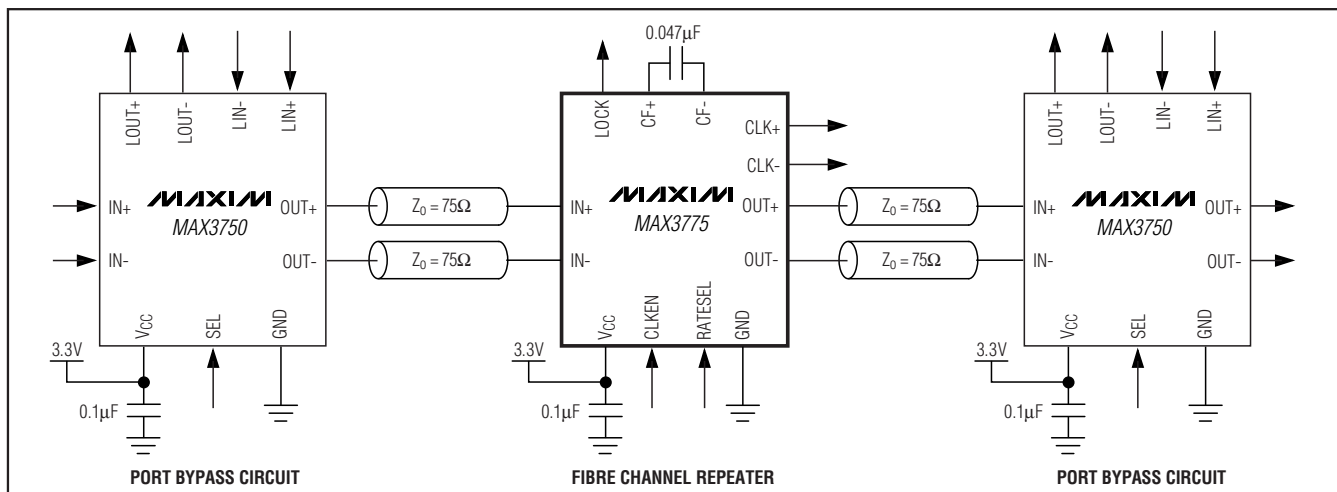 0.047µF
LOUT+ LOUT- LIN- LIN+
LOCK CF+ CF-
LOUT+ LOUT- LIN- LIN+
CLK+
CLK-
IN+ MAXIM OUT+
MAX3750
IN- OUT-
Z0 = 75Ω
Z0 = 75Ω
IN+ MAXIM OUT+
MAX3775
IN- OUT-
Z0 = 75Ω
Z0 = 75Ω
IN+ MAXIM OUT+
MAX3750
IN- OUT-
VCC SEL GND
VCC CLKEN RATESEL GND
VCC SEL GND
3.3V
3.3V
3.3V
0.1µF
0.1µF
0.1µF
PORT BYPASS CIRCUIT
FIBRE CHANNEL REPEATER
PORT BYPASS CIRCUIT